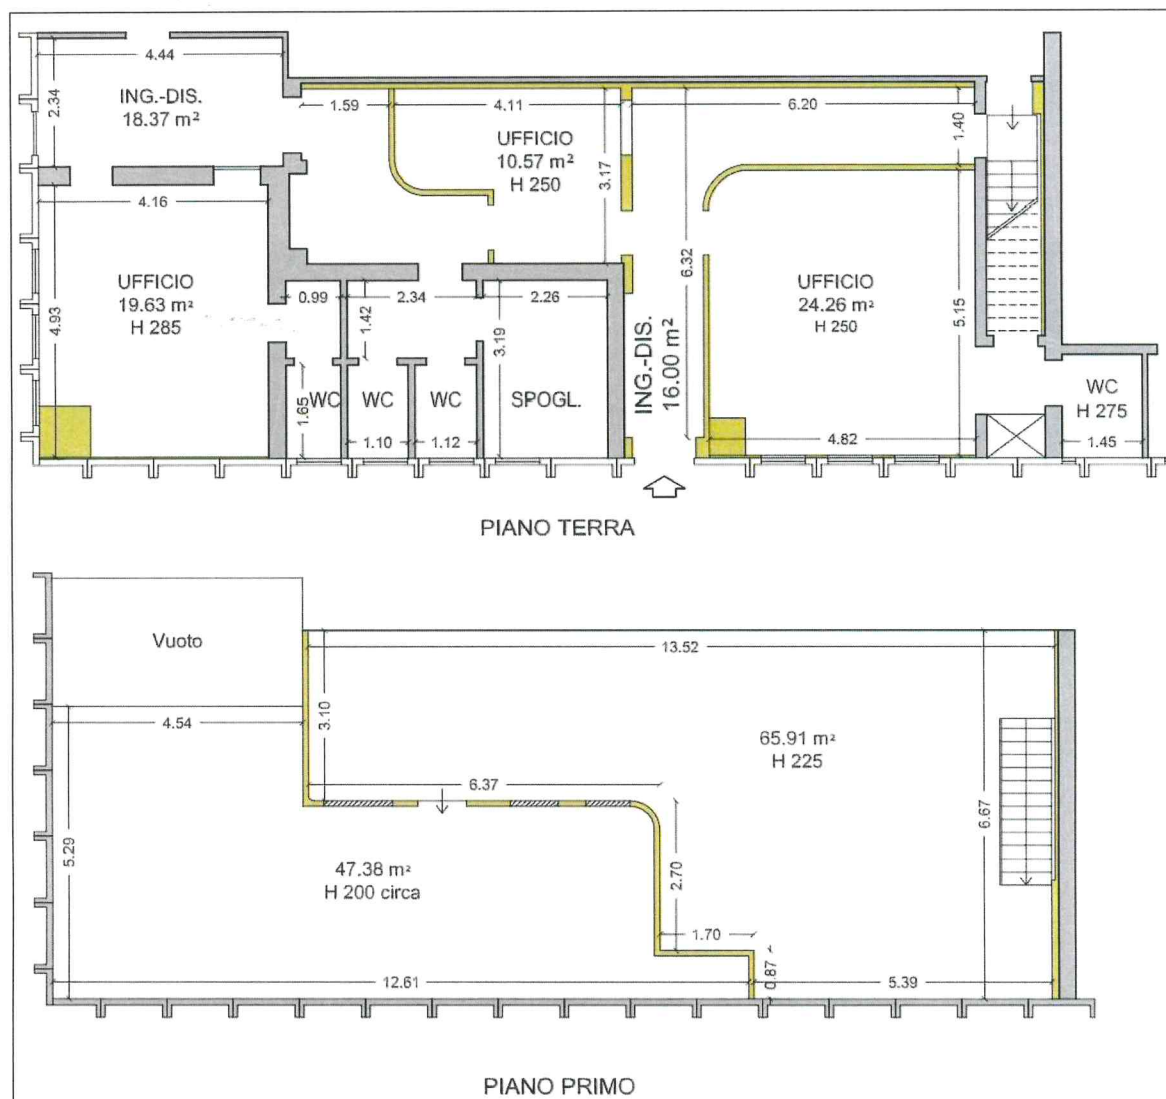 4.44
2.34
ING.-DIS.
18.37 m²
1.59
4.11
6.20
UFFICIO
10.57 m²
H 250
3.17
1.40
4.16
UFFICIO
19.63 m²
H 285
4.93
0.99
2.34
2.26
1.42
3.19
6.32
UFFICIO
24.26 m²
H 250
5.15
ING.-DIS.
16.00 m²
1.65
WC
WC
WC
SPOGL.
WC
H 275
1.10
1.12
4.82
1.45
PIANO TERRA
Vuoto
13.52
4.54
3.10
65.91 m²
H 225
6.37
6.67
5.29
47.38 m²
H 200 circa
2.70
1.70
0.87
12.61
5.39
PIANO PRIMO